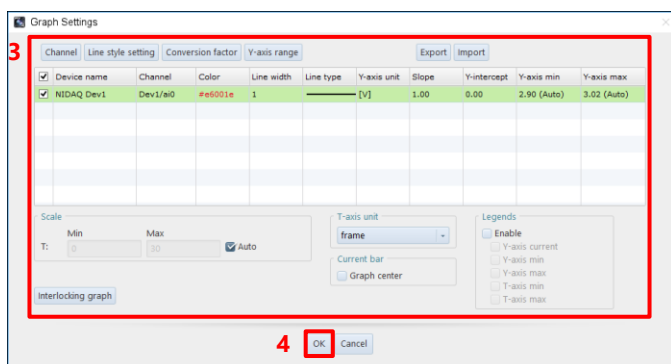 Graph Settings
3
Channel Line style setting Conversion factor Y-axis range Export Import
Device name Channel Color Line width Line type Y-axis unit Slope Y-intercept Y-axis min Y-axis max
NIDAQ Dev1 Dev1/ai0 #e6001e 1 [V] 1.00 0.00 2.90 (Auto) 3.02 (Auto)
Scale
Min Max
T: 0 Auto
T-axis unit
frame
Current bar
Graph center
Legends
Enable
Y-axis current
Y-axis min
Y-axis max
T-axis min
T-axis max
Interlocking graph
4 OK Cancel